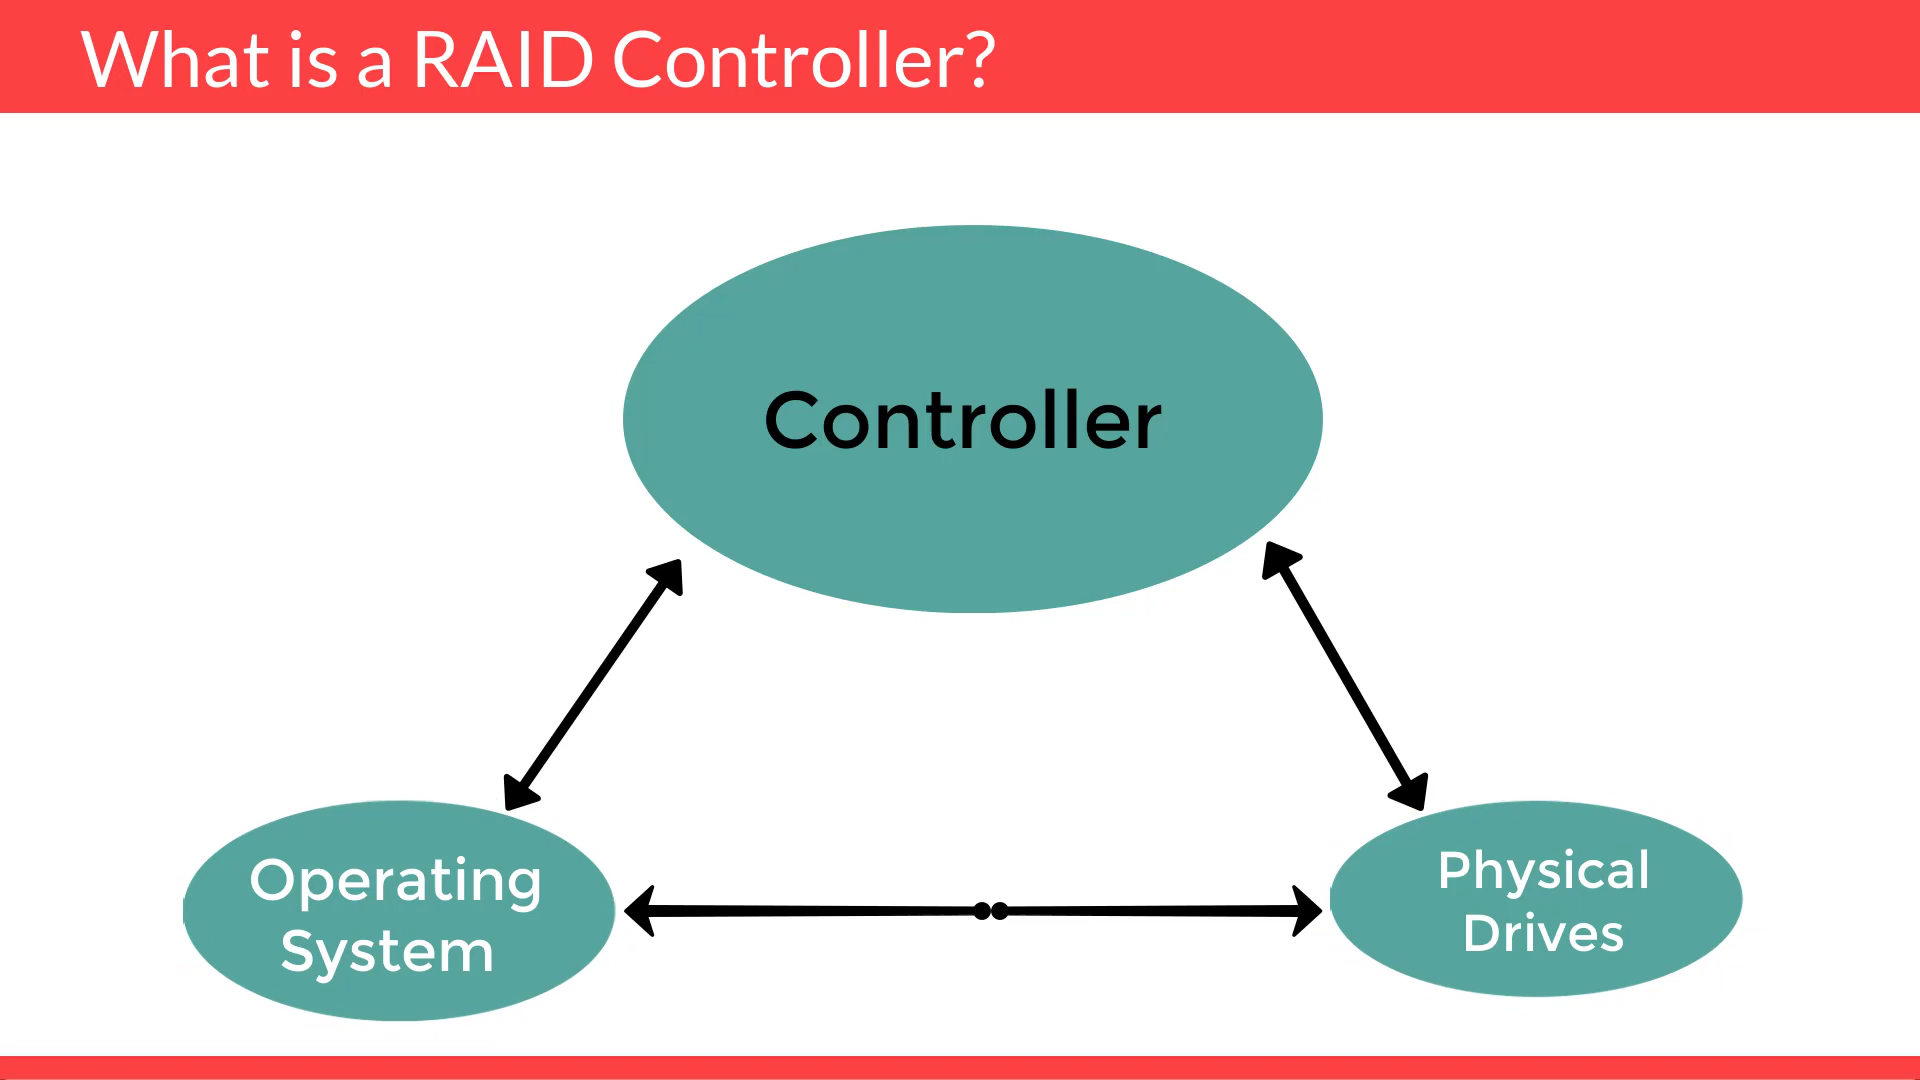 What is a RAID Controller?
Controller
Operating
System
Physical
Drives